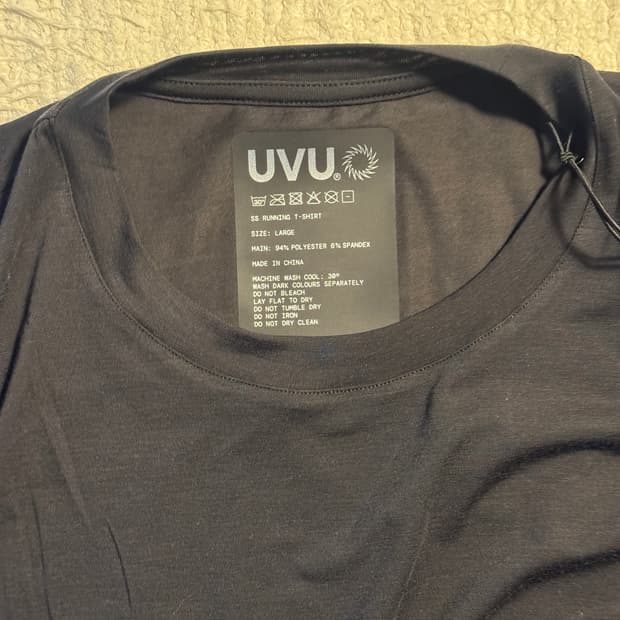 UVU®
30°
SS RUNNING T-SHIRT
SIZE: LARGE
MAIN: 94% POLYESTER 6% SPANDEX
MADE IN CHINA
MACHINE WASH COOL: 30°
WASH DARK COLOURS SEPARATELY
DO NOT BLEACH
LAY FLAT TO DRY
DO NOT TUMBLE DRY
DO NOT IRON
DO NOT DRY CLEAN